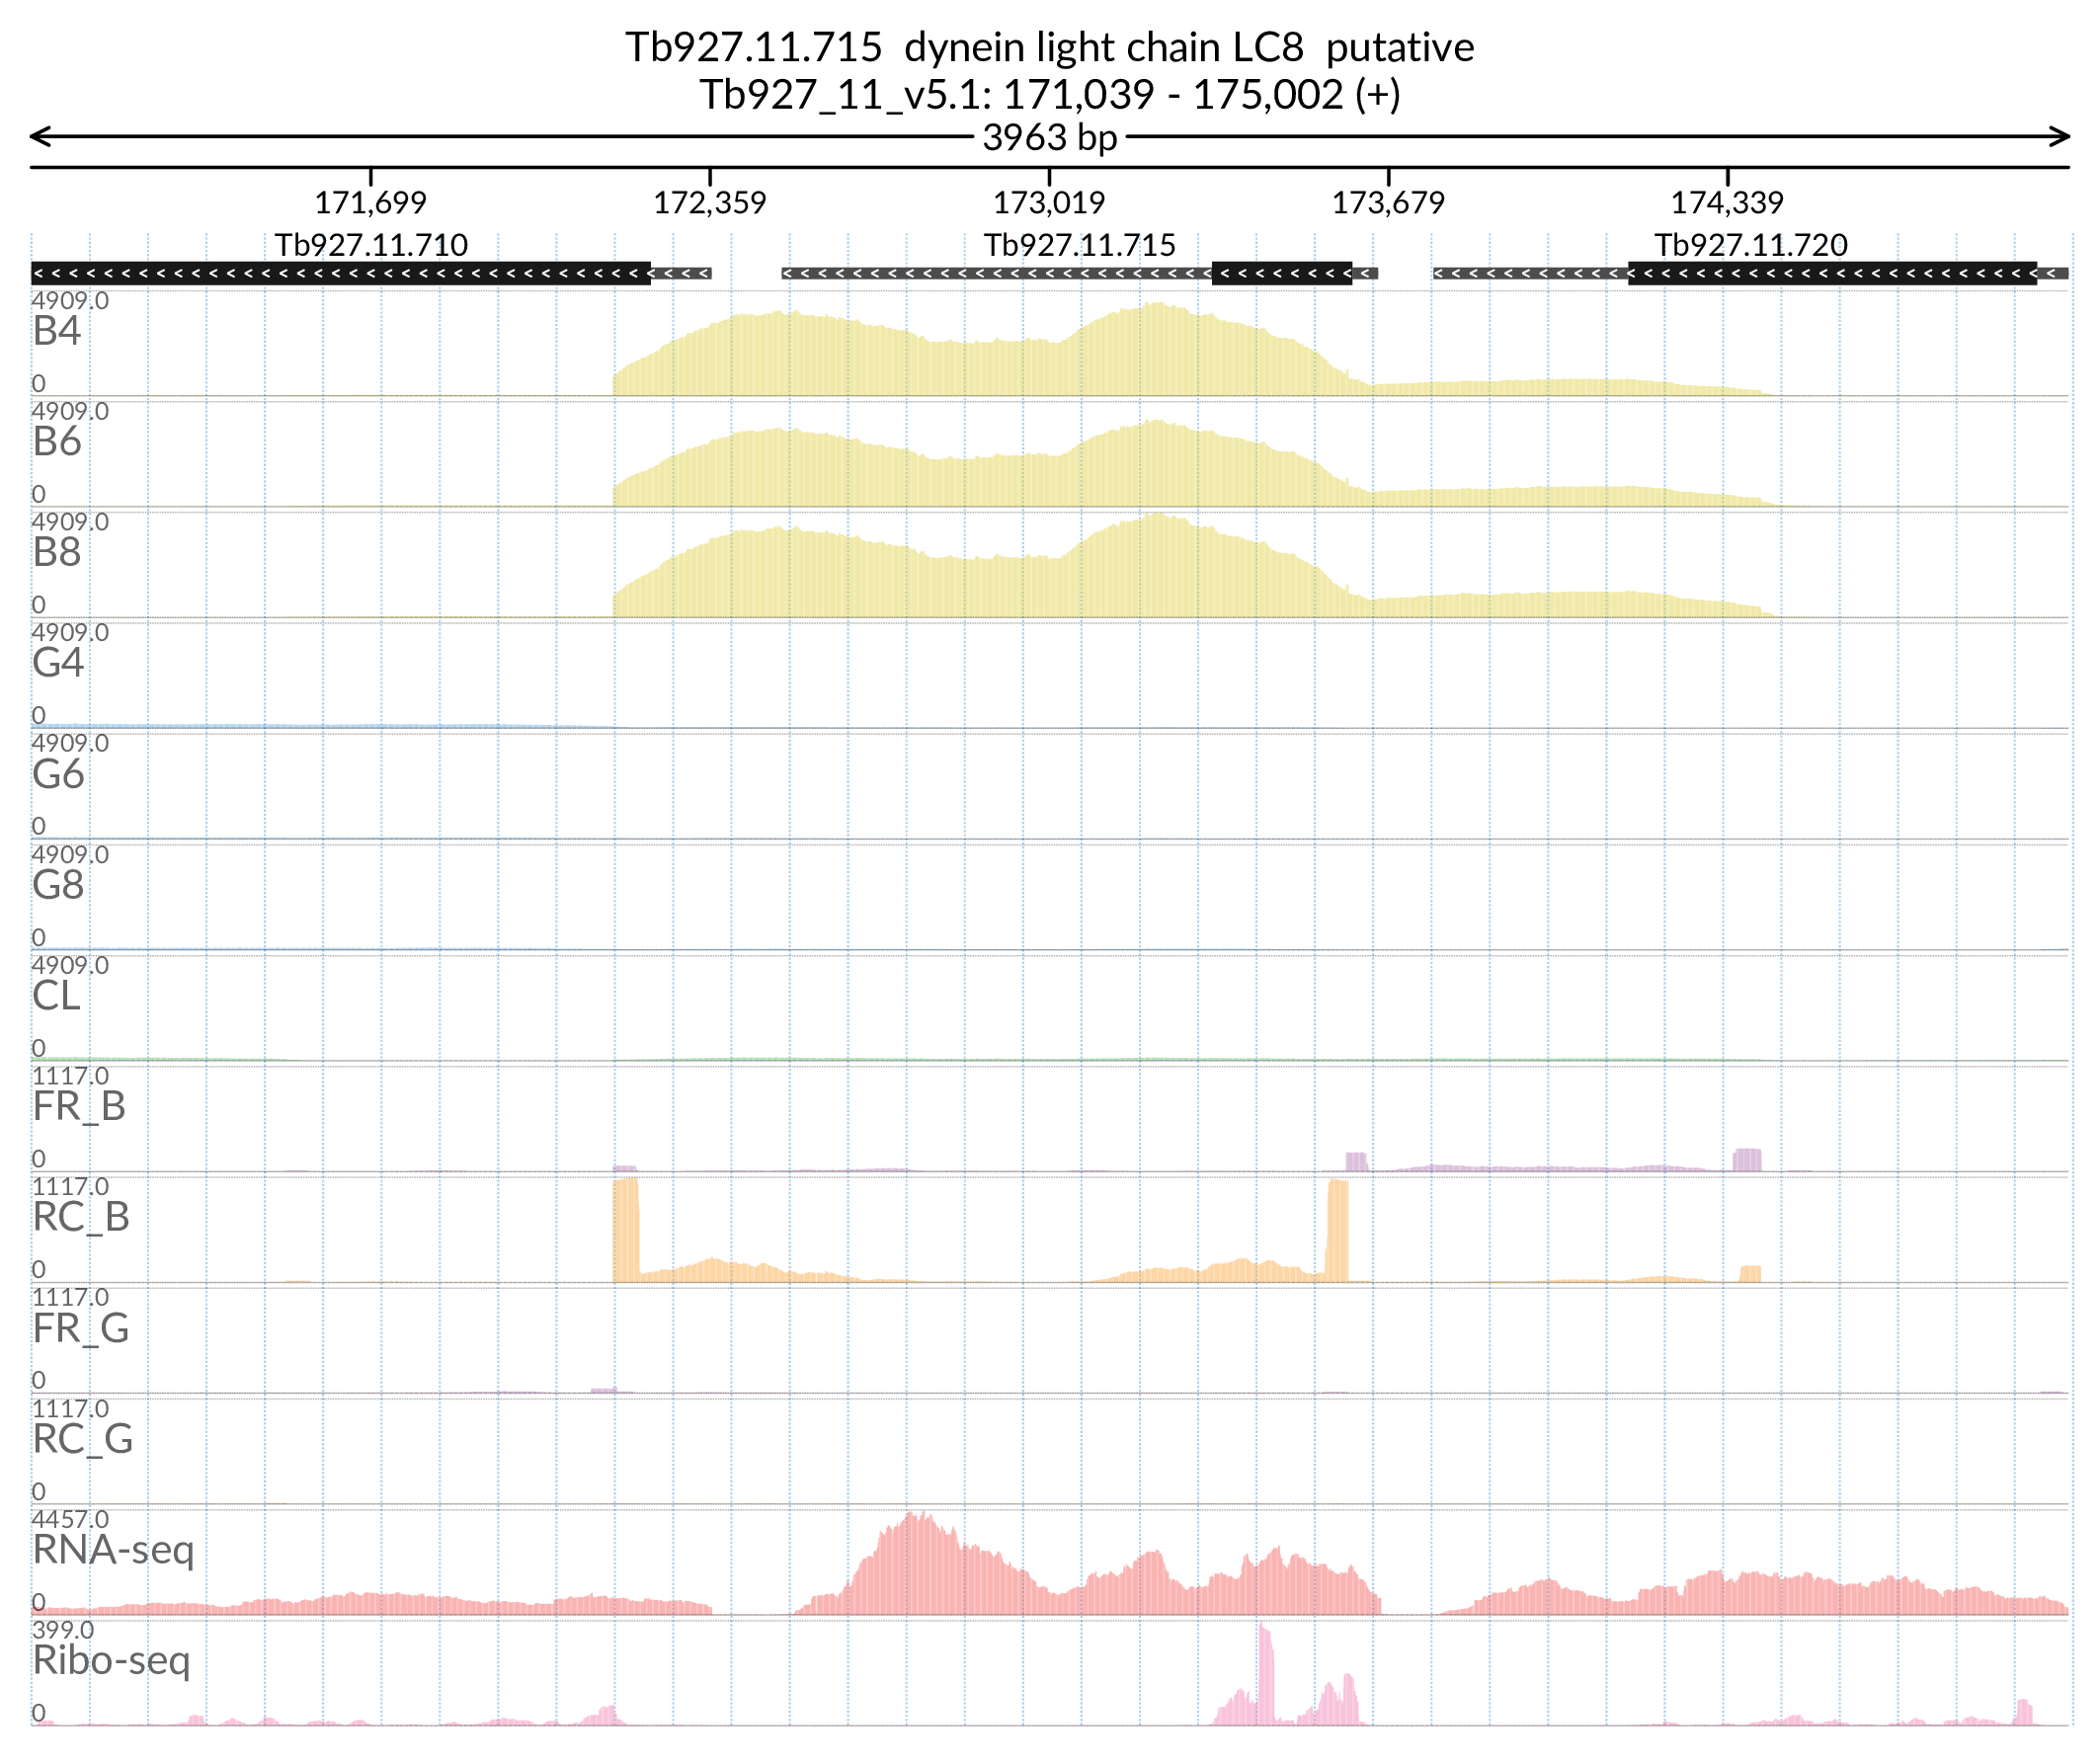 Tb927.11.715  dynein light chain LC8  putative
Tb927_11_v5.1: 171,039 - 175,002 (+)
3963 bp
171,699 172,359 173,019 173,679 174,339
Tb927.11.710 Tb927.11.715 Tb927.11.720
4909.0
B4
0
4909.0
B6
0
4909.0
B8
0
4909.0
G4
0
4909.0
G6
0
4909.0
G8
0
4909.0
CL
0
1117.0
FR_B
0
1117.0
RC_B
0
1117.0
FR_G
0
1117.0
RC_G
0
4457.0
RNA-seq
0
399.0
Ribo-seq
0